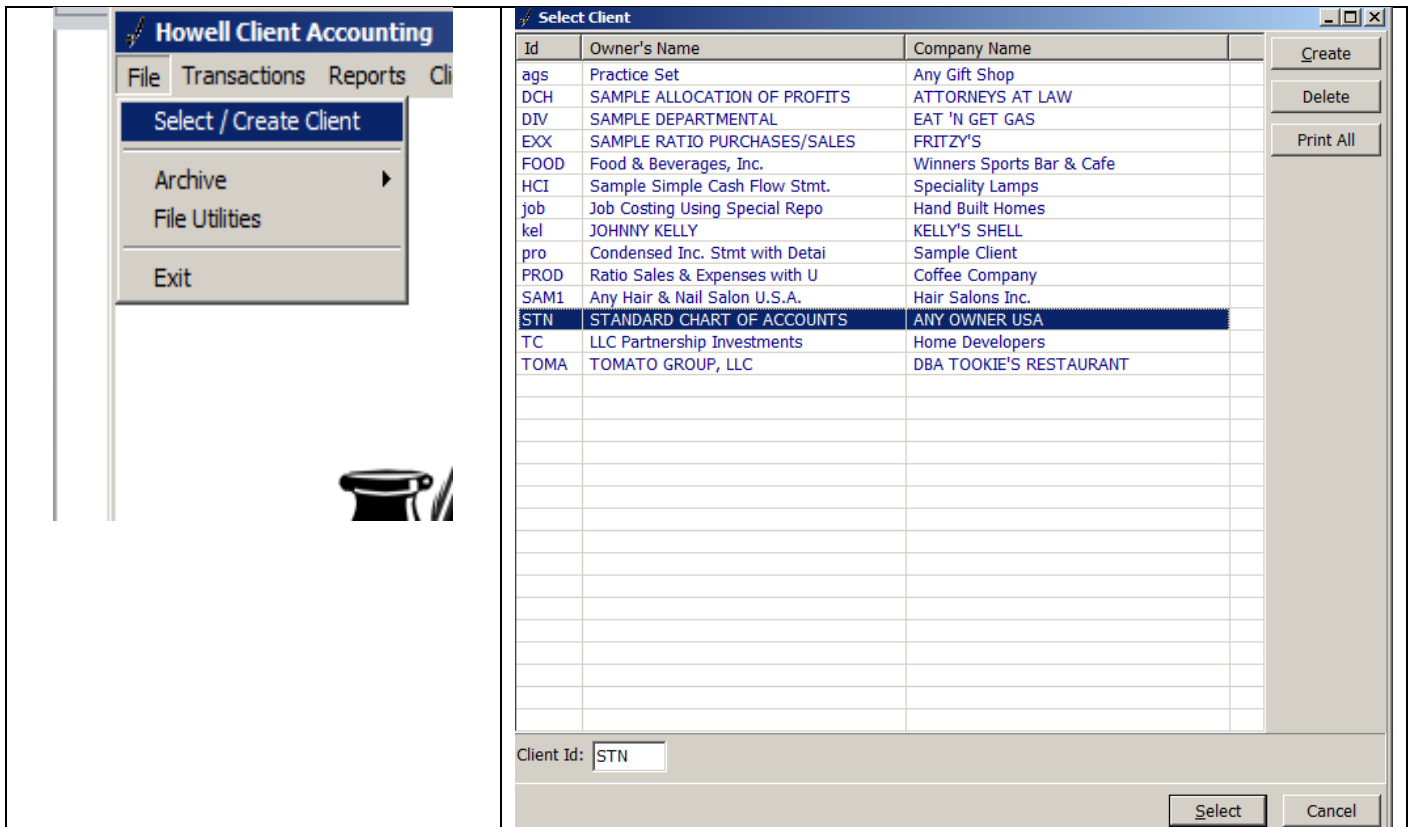 Howell Client Accounting
File Transactions Reports Cli
Select / Create Client
Archive
File Utilities
Exit
Select Client
Id Owner's Name Company Name
ags Practice Set Any Gift Shop
DCH SAMPLE ALLOCATION OF PROFITS ATTORNEYS AT LAW
DIV SAMPLE DEPARTMENTAL EAT 'N GET GAS
EXX SAMPLE RATIO PURCHASES/SALES FRITZY'S
FOOD Food & Beverages, Inc. Winners Sports Bar & Cafe
HCI Sample Simple Cash Flow Stmt. Speciality Lamps
job Job Costing Using Special Repo Hand Built Homes
kel JOHNNY KELLY KELLY'S SHELL
pro Condensed Inc. Stmt with Detai Sample Client
PROD Ratio Sales & Expenses with U Coffee Company
SAM1 Any Hair & Nail Salon U.S.A. Hair Salons Inc.
STN STANDARD CHART OF ACCOUNTS ANY OWNER USA
TC LLC Partnership Investments Home Developers
TOMA TOMATO GROUP, LLC DBA TOOKIE'S RESTAURANT
Create
Delete
Print All
Client Id: STN
Select Cancel